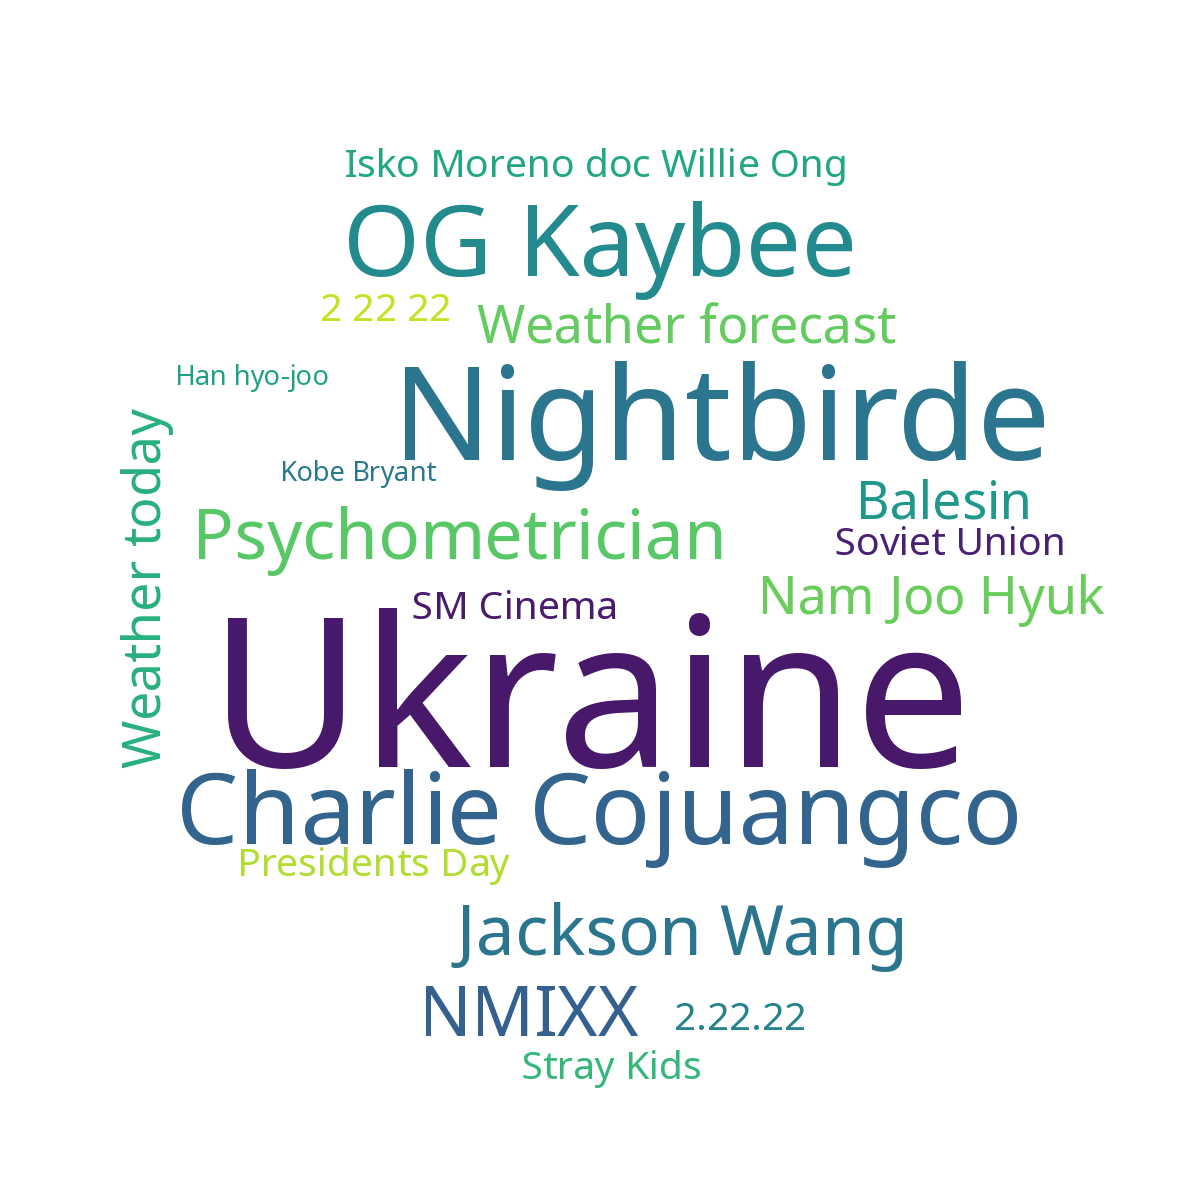 Isko Moreno doc Willie Ong
OG Kaybee
2 22 22
Weather forecast
Han hyo-joo
Nightbirde
Weather today
Kobe Bryant
Balesin
Psychometrician
Soviet Union
Nam Joo Hyuk
SM Cinema
Ukraine
Charlie Cojuangco
Presidents Day
Jackson Wang
NMIXX
2.22.22
Stray Kids